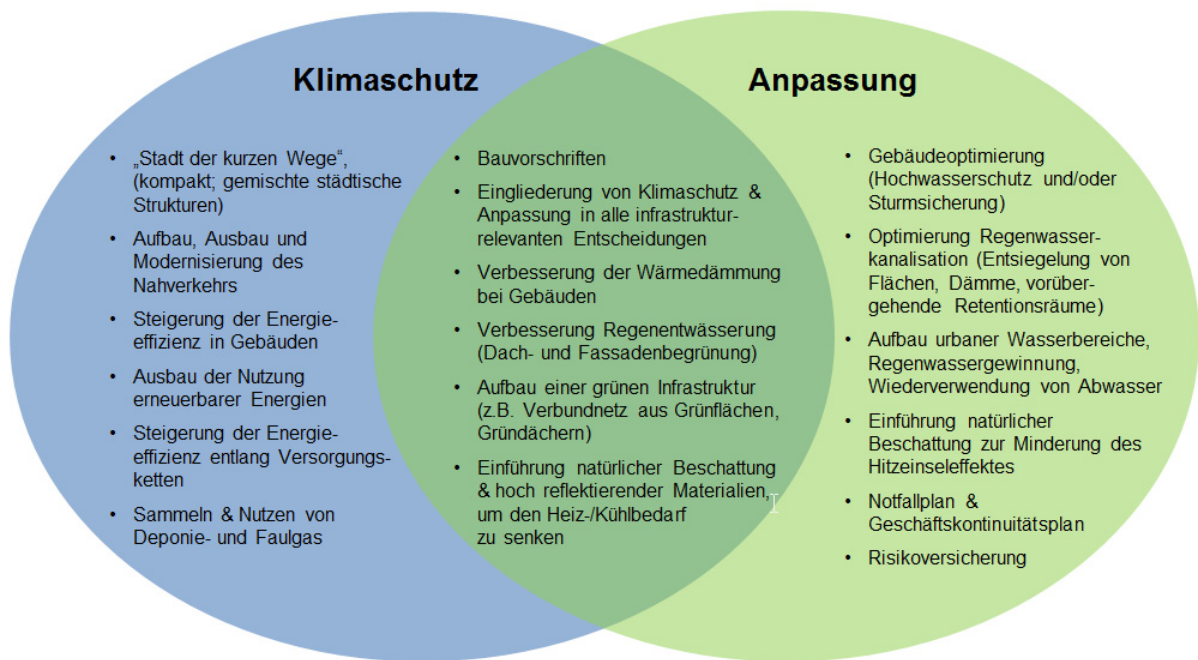 Klimaschutz
• „Stadt der kurzen Wege“,
(kompakt; gemischte städtische
Strukturen)
• Aufbau, Ausbau und
Modernisierung des
Nahverkehrs
• Steigerung der Energie-
effizienz in Gebäuden
• Ausbau der Nutzung
erneuerbarer Energien
• Steigerung der Energie-
effizienz entlang Versorgungs-
ketten
• Sammeln & Nutzen von
Deponie- und Faulgas
• Bauvorschriften
• Eingliederung von Klimaschutz &
Anpassung in alle infrastruktur-
relevanten Entscheidungen
• Verbesserung der Wärmedämmung
bei Gebäuden
• Verbesserung Regenentwässerung
(Dach- und Fassadenbegrünung)
• Aufbau einer grünen Infrastruktur
(z.B. Verbundnetz aus Grünflächen,
Gründächern)
• Einführung natürlicher Beschattung
& hoch reflektierender Materialien,
um den Heiz-/Kühlbedarf
zu senken
Anpassung
• Gebäudeoptimierung
(Hochwasserschutz und/oder
Sturmsicherung)
• Optimierung Regenwasser-
kanalisation (Entsiegelung von
Flächen, Dämme, vorüber-
gehende Retentionsräume)
• Aufbau urbaner Wasserbereiche,
Regenwassergewinnung,
Wiederverwendung von Abwasser
• Einführung natürlicher
Beschattung zur Minderung des
Hitzeinseleffektes
• Notfallplan &
Geschäftskontinuitätsplan
• Risikoversicherung